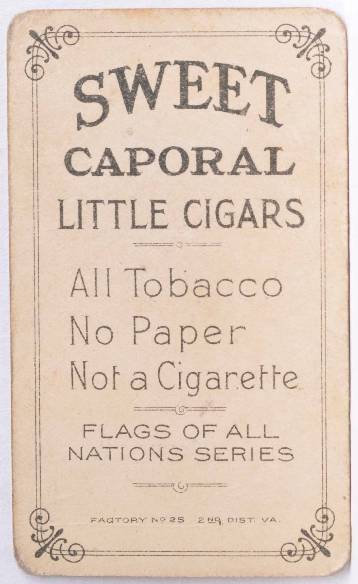 SWEET
CAPORAL
LITTLE CIGARS
All Tobacco
No Paper
Not a Cigarette
FLAGS OF ALL
NATIONS SERIES
FACTORY No 25 2nd DIST. VA.